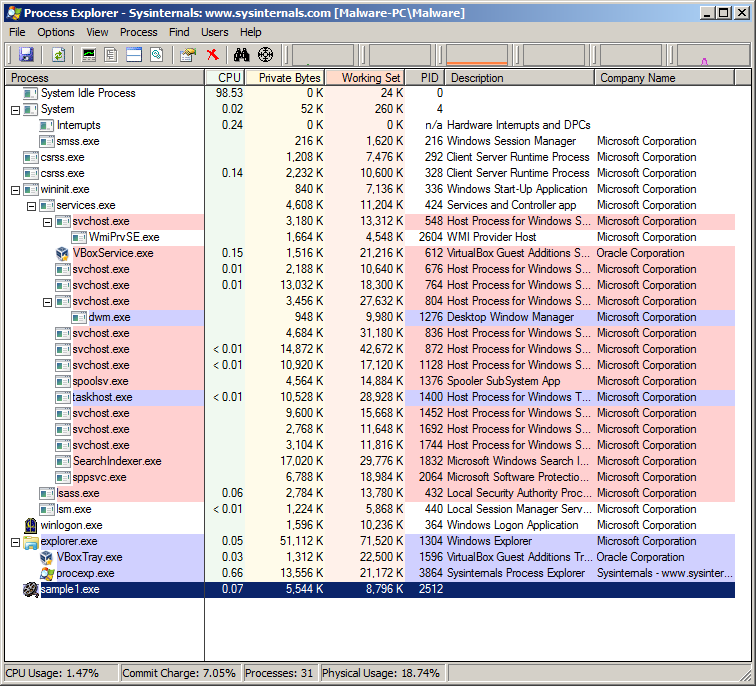 Process Explorer - Sysinternals: www.sysinternals.com [Malware-PC\Malware]
File Options View Process Find Users Help
Process CPU Private Bytes Working Set PID Description Company Name
System Idle Process 98.53 0 K 24 K 0
System 0.02 52 K 260 K 4
Interrupts 0.24 0 K 0 K n/a Hardware Interrupts and DPCs
smss.exe 216 K 1,620 K 216 Windows Session Manager Microsoft Corporation
csrss.exe 1,208 K 7,476 K 292 Client Server Runtime Process Microsoft Corporation
csrss.exe 0.14 2,232 K 10,600 K 328 Client Server Runtime Process Microsoft Corporation
wininit.exe 840 K 7,136 K 336 Windows Start-Up Application Microsoft Corporation
services.exe 4,608 K 11,204 K 424 Services and Controller app Microsoft Corporation
svchost.exe 3,180 K 13,312 K 548 Host Process for Windows S... Microsoft Corporation
WmiPrvSE.exe 1,664 K 4,548 K 2604 WMI Provider Host Microsoft Corporation
VBoxService.exe 0.15 1,516 K 21,216 K 612 VirtualBox Guest Additions S... Oracle Corporation
svchost.exe 0.01 2,188 K 10,640 K 676 Host Process for Windows S... Microsoft Corporation
svchost.exe 0.01 13,032 K 18,300 K 764 Host Process for Windows S... Microsoft Corporation
svchost.exe 3,456 K 27,632 K 804 Host Process for Windows S... Microsoft Corporation
dwm.exe 948 K 9,980 K 1276 Desktop Window Manager Microsoft Corporation
svchost.exe 4,684 K 31,180 K 836 Host Process for Windows S... Microsoft Corporation
svchost.exe < 0.01 14,872 K 42,672 K 872 Host Process for Windows S... Microsoft Corporation
svchost.exe < 0.01 10,920 K 17,120 K 1128 Host Process for Windows S... Microsoft Corporation
spoolsv.exe 4,564 K 14,884 K 1376 Spooler SubSystem App Microsoft Corporation
taskhost.exe < 0.01 10,528 K 28,928 K 1400 Host Process for Windows T... Microsoft Corporation
svchost.exe 9,600 K 15,668 K 1452 Host Process for Windows S... Microsoft Corporation
svchost.exe 2,768 K 11,648 K 1692 Host Process for Windows S... Microsoft Corporation
svchost.exe 3,104 K 11,816 K 1744 Host Process for Windows S... Microsoft Corporation
SearchIndexer.exe 17,020 K 29,776 K 1832 Microsoft Windows Search I... Microsoft Corporation
sppsvc.exe 6,788 K 18,984 K 2064 Microsoft Software Protectio... Microsoft Corporation
lsass.exe 0.06 2,784 K 13,780 K 432 Local Security Authority Proc... Microsoft Corporation
lsm.exe < 0.01 1,224 K 5,868 K 440 Local Session Manager Serv... Microsoft Corporation
winlogon.exe 1,596 K 10,236 K 364 Windows Logon Application Microsoft Corporation
explorer.exe 0.05 51,112 K 71,520 K 1304 Windows Explorer Microsoft Corporation
VBoxTray.exe 0.03 1,312 K 22,500 K 1596 VirtualBox Guest Additions Tr... Oracle Corporation
procexp.exe 0.66 13,556 K 21,172 K 3864 Sysinternals Process Explorer Sysinternals - www.sysinter...
sample1.exe 0.07 5,544 K 8,796 K 2512
CPU Usage: 1.47% Commit Charge: 7.05% Processes: 31 Physical Usage: 18.74%